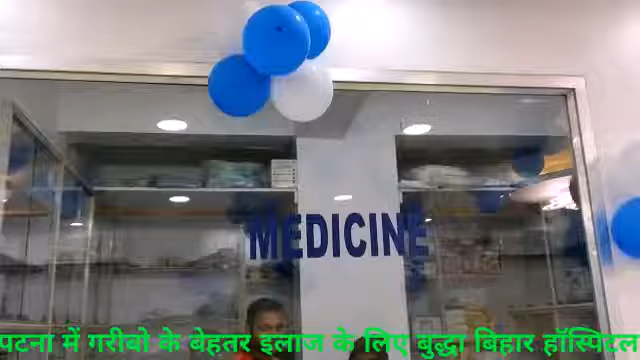 MEDICINE
पटना में गरीबो के बेहतर इलाज के लिए बुद्धा बिहार हॉस्पिटल